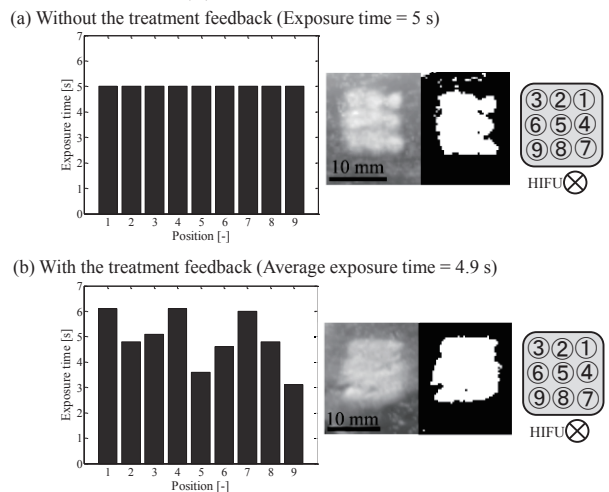 (a) Without the treatment feedback (Exposure time = 5 s)
Exposure time [s]
7
6
5
4
3
2
1
0
1 2 3 4 5 6 7 8 9
Position [-]
10 mm
③②①
⑥⑤④
⑨⑧⑦
HIFU
(b) With the treatment feedback (Average exposure time = 4.9 s)
Exposure time [s]
7
6
5
4
3
2
1
0
1 2 3 4 5 6 7 8 9
Position [-]
10 mm
③②①
⑥⑤④
⑨⑧⑦
HIFU